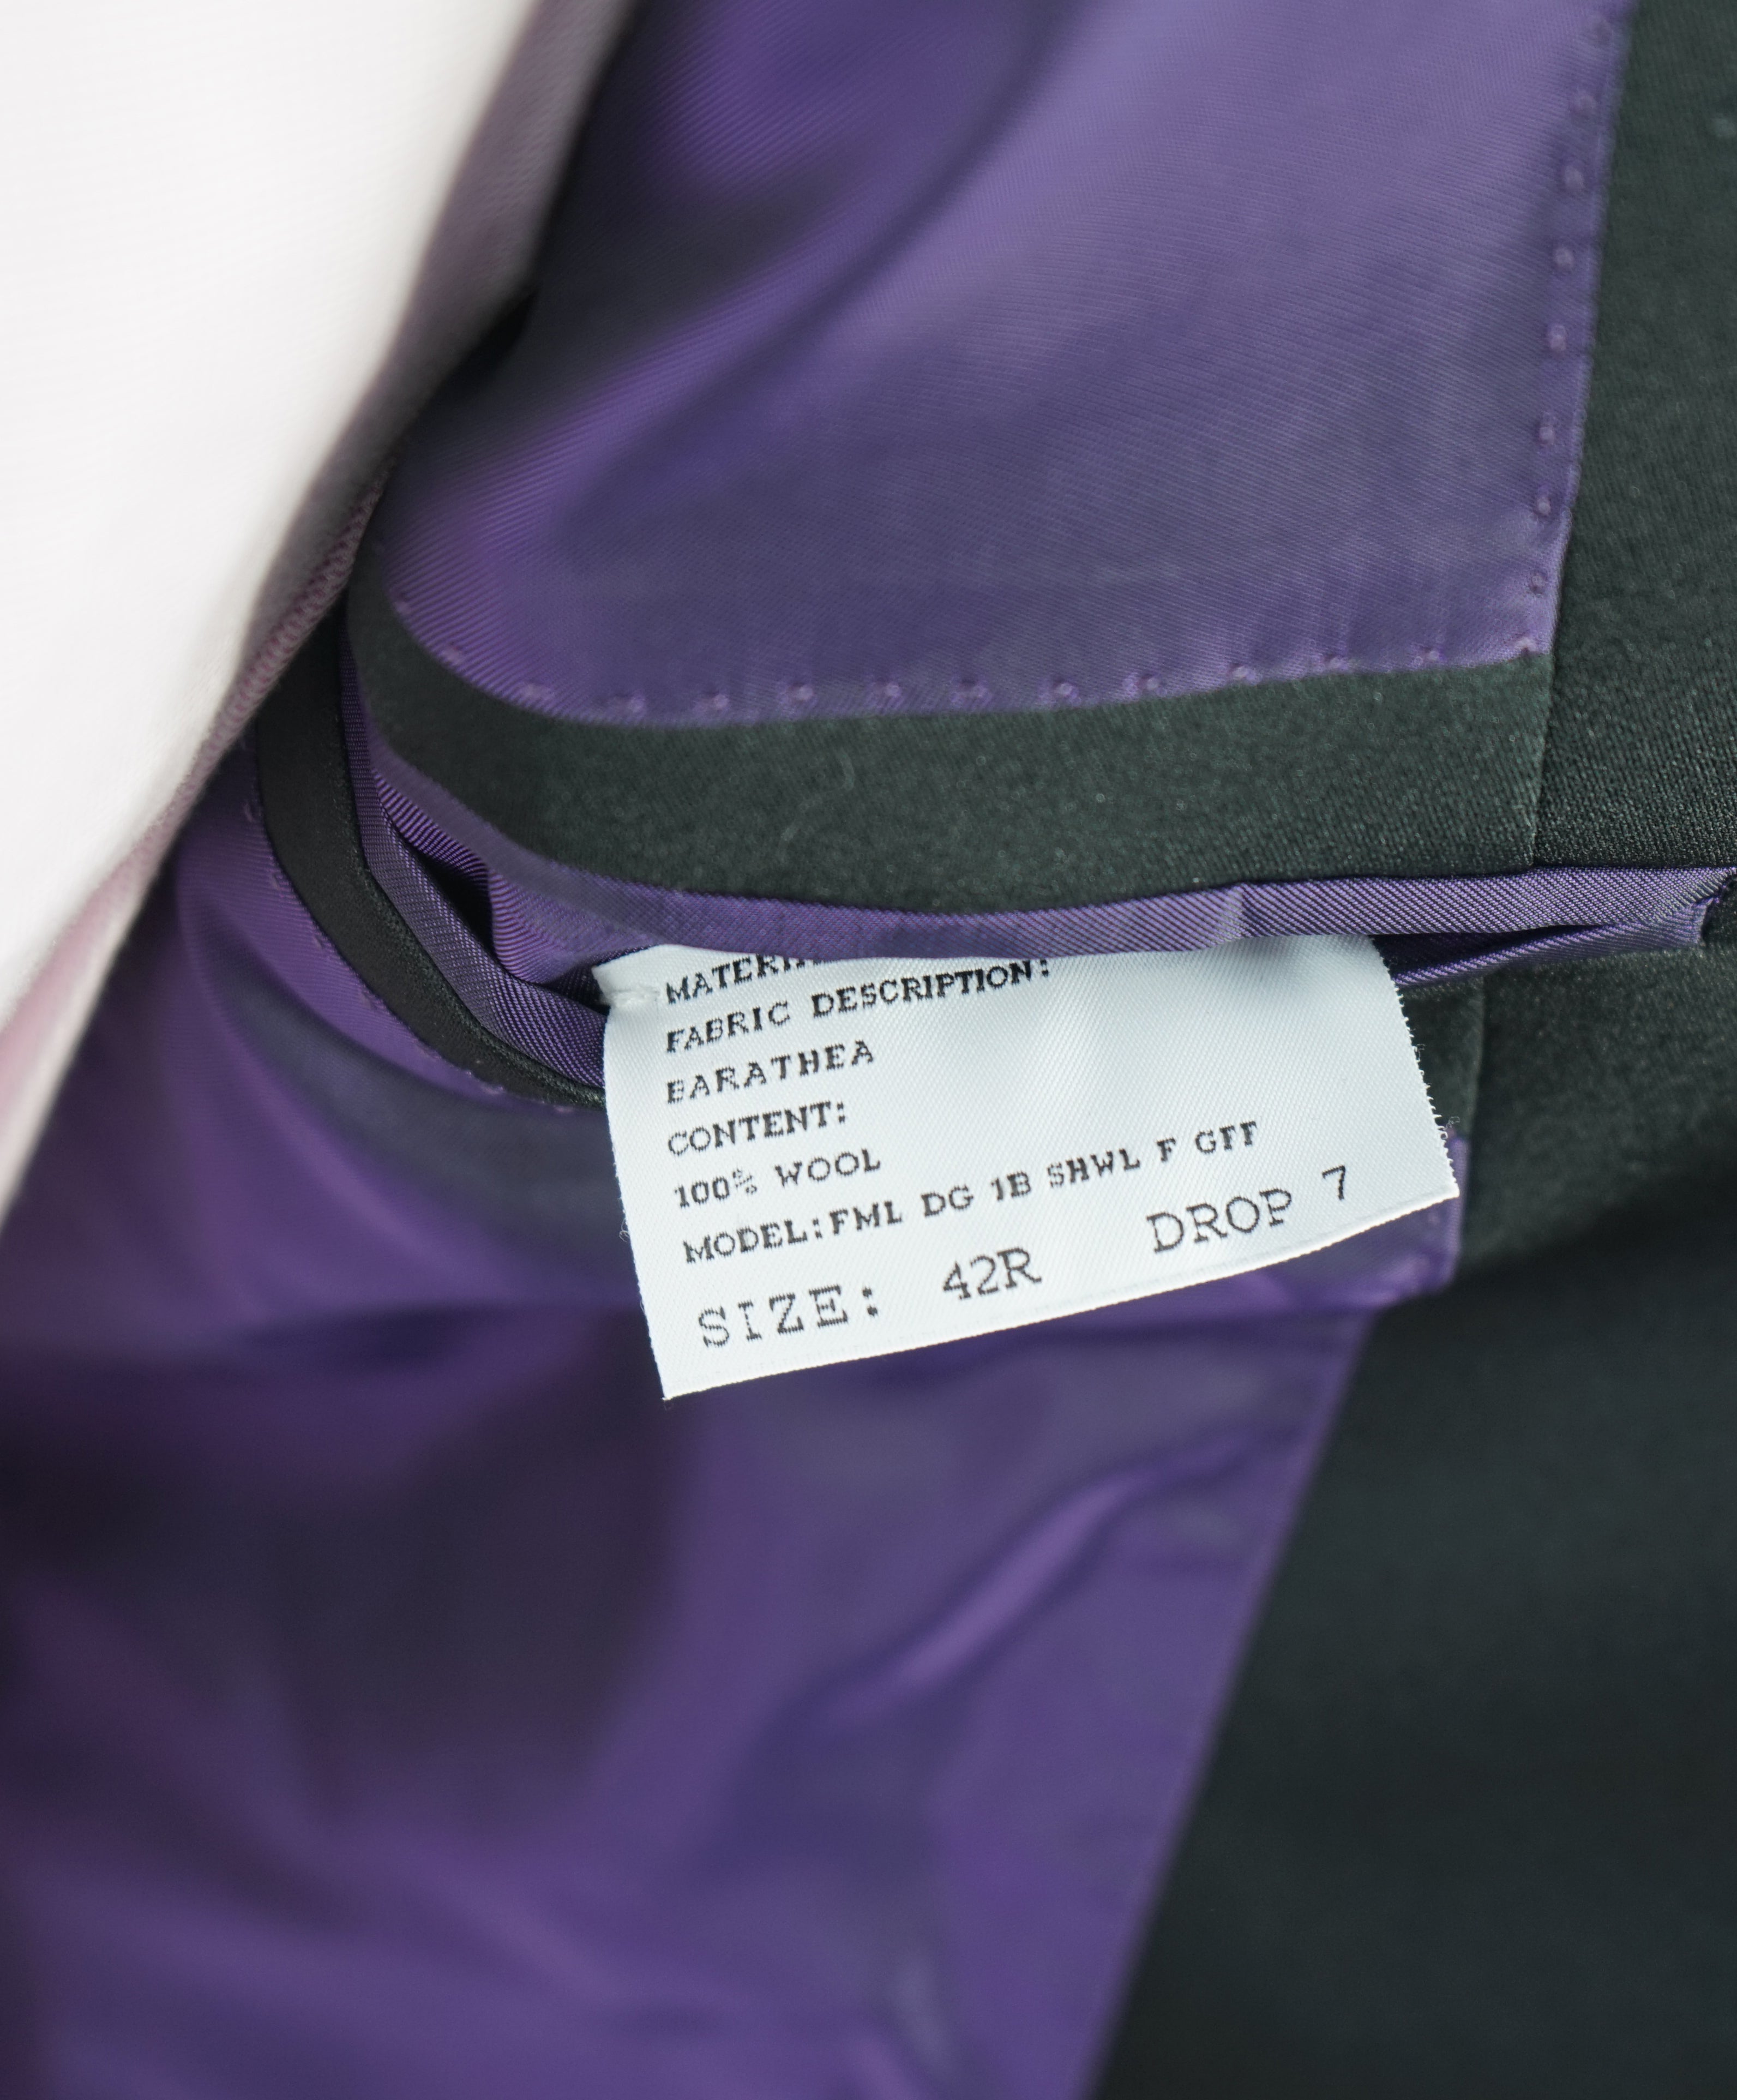 FABRIC DESCRIPTION:
BARATHEA
CONTENT:
100% WOOL
MODEL:FML DG 1B SHWL F GFF
SIZE: 42R DROP 7